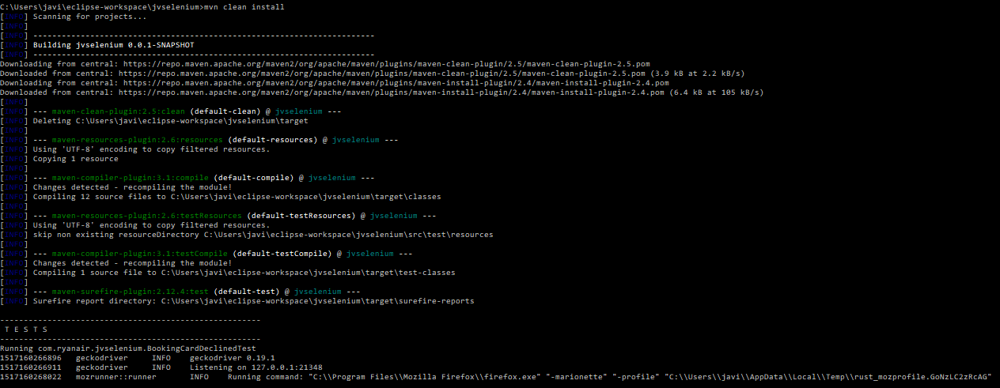 C:\Users\javi\eclipse-workspace\jvselenium>mvn clean install
[INFO] Scanning for projects...
[INFO]
[INFO] ------------------------------------------------------------------------
[INFO] Building jvselenium 0.0.1-SNAPSHOT
[INFO] ------------------------------------------------------------------------
Downloading from central: https://repo.maven.apache.org/maven2/org/apache/maven/plugins/maven-clean-plugin/2.5/maven-clean-plugin-2.5.pom
Downloaded from central: https://repo.maven.apache.org/maven2/org/apache/maven/plugins/maven-clean-plugin/2.5/maven-clean-plugin-2.5.pom (3.9 kB at 2.2 kB/s)
Downloading from central: https://repo.maven.apache.org/maven2/org/apache/maven/plugins/maven-install-plugin/2.4/maven-install-plugin-2.4.pom
Downloaded from central: https://repo.maven.apache.org/maven2/org/apache/maven/plugins/maven-install-plugin/2.4/maven-install-plugin-2.4.pom (6.4 kB at 105 kB/s)
[INFO]
[INFO] --- maven-clean-plugin:2.5:clean (default-clean) @ jvselenium ---
[INFO] Deleting C:\Users\javi\eclipse-workspace\jvselenium\target
[INFO]
[INFO] --- maven-resources-plugin:2.6:resources (default-resources) @ jvselenium ---
[INFO] Using 'UTF-8' encoding to copy filtered resources.
[INFO] Copying 1 resource
[INFO]
[INFO] --- maven-compiler-plugin:3.1:compile (default-compile) @ jvselenium ---
[INFO] Changes detected - recompiling the module!
[INFO] Compiling 12 source files to C:\Users\javi\eclipse-workspace\jvselenium\target\classes
[INFO]
[INFO] --- maven-resources-plugin:2.6:testResources (default-testResources) @ jvselenium ---
[INFO] Using 'UTF-8' encoding to copy filtered resources.
[INFO] skip non existing resourceDirectory C:\Users\javi\eclipse-workspace\jvselenium\src\test\resources
[INFO]
[INFO] --- maven-compiler-plugin:3.1:testCompile (default-testCompile) @ jvselenium ---
[INFO] Changes detected - recompiling the module!
[INFO] Compiling 1 source file to C:\Users\javi\eclipse-workspace\jvselenium\target\test-classes
[INFO]
[INFO] --- maven-surefire-plugin:2.12.4:test (default-test) @ jvselenium ---
[INFO] Surefire report directory: C:\Users\javi\eclipse-workspace\jvselenium\target\surefire-reports

-------------------------------------------------------
 T E S T S
-------------------------------------------------------
Running com.ryanair.jvselenium.BookingCardDeclinedTest
1517160266896   geckodriver     INFO    geckodriver 0.19.1
1517160266911   geckodriver     INFO    Listening on 127.0.0.1:21348
1517160268022   mozrunner::runner       INFO    Running command: "C:\\Program Files\\Mozilla Firefox\\firefox.exe" "-marionette" "-profile" "C:\\Users\\javi\\AppData\\Local\\Temp\\rust_mozprofile.GoNzLC2zRcAG"